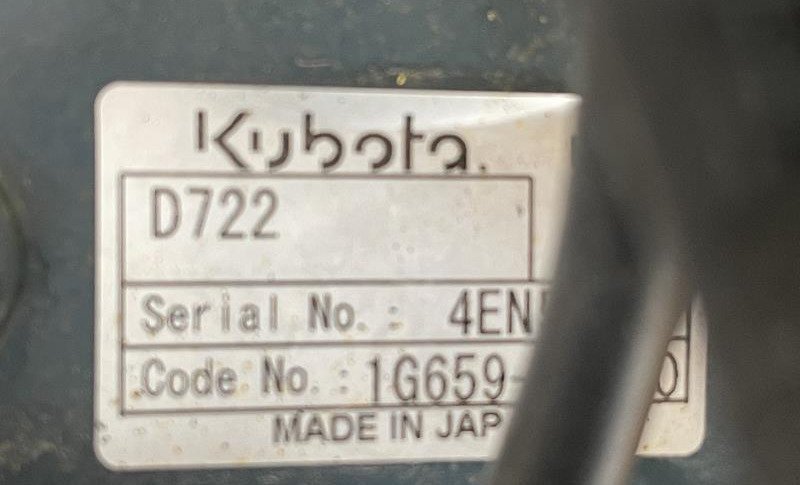 Kubota
D722
Serial No. : 4EN
Code No. : 1G659-
MADE IN JAP